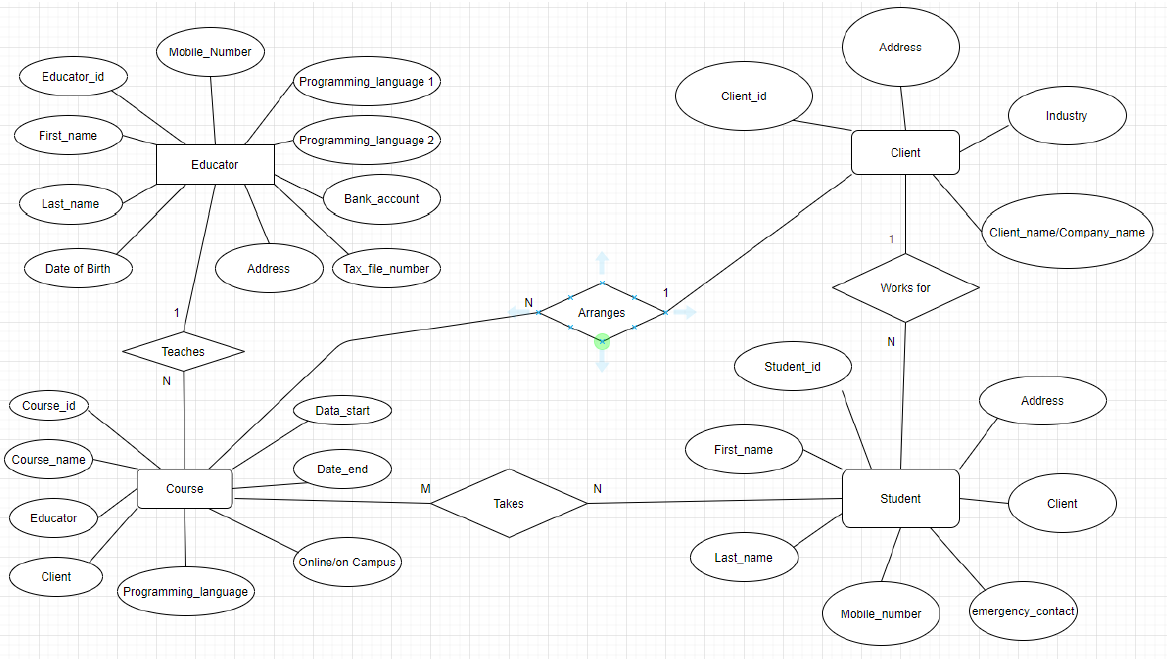 Address
Mobile_Number
Educator_id
Programming_language 1
Client_id
Industry
First_name
Programming_language 2
Client
Educator
Last_name
Bank_account
Client_name/Company_name
1
Date of Birth
Address
Tax_file_number
Works for
N
1
Arranges
1
N
Teaches
Student_id
N
Address
Course_id
Data_start
First_name
Course_name
Date_end
Course
M
N
Takes
Student
Client
Educator
Last_name
Online/on Campus
Client
Programming_language
Mobile_number
emergency_contact